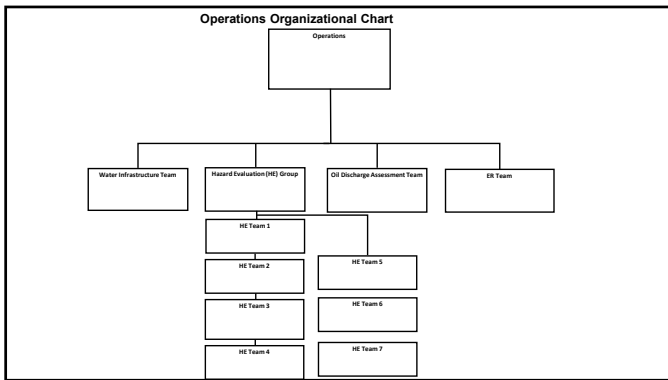 Operations Organizational Chart
Operations
Water Infrastructure Team
Hazard Evaluation (HE) Group
Oil Discharge Assessment Team
ER Team
HE Team 1
HE Team 2
HE Team 3
HE Team 4
HE Team 5
HE Team 6
HE Team 7